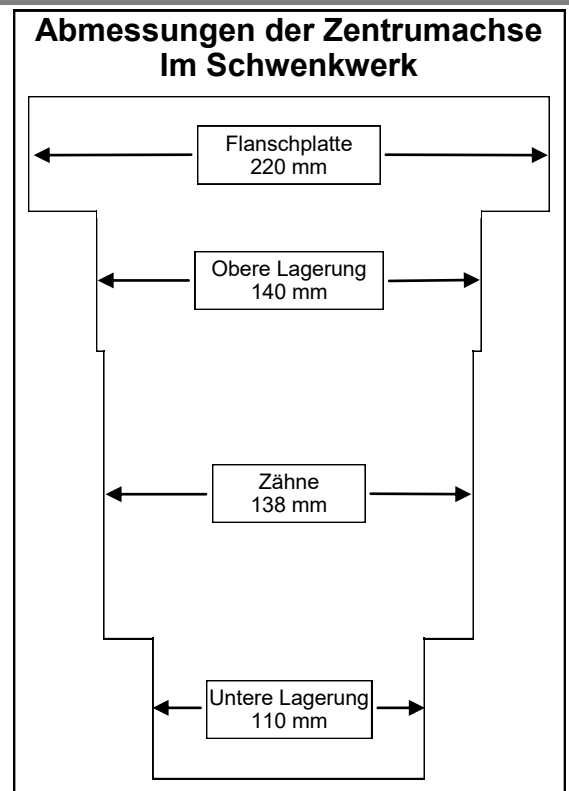 Abmessungen der Zentrumachse
Im Schwenkwerk
Flanschplatte
220 mm
Obere Lagerung
140 mm
Zähne
138 mm
Untere Lagerung
110 mm